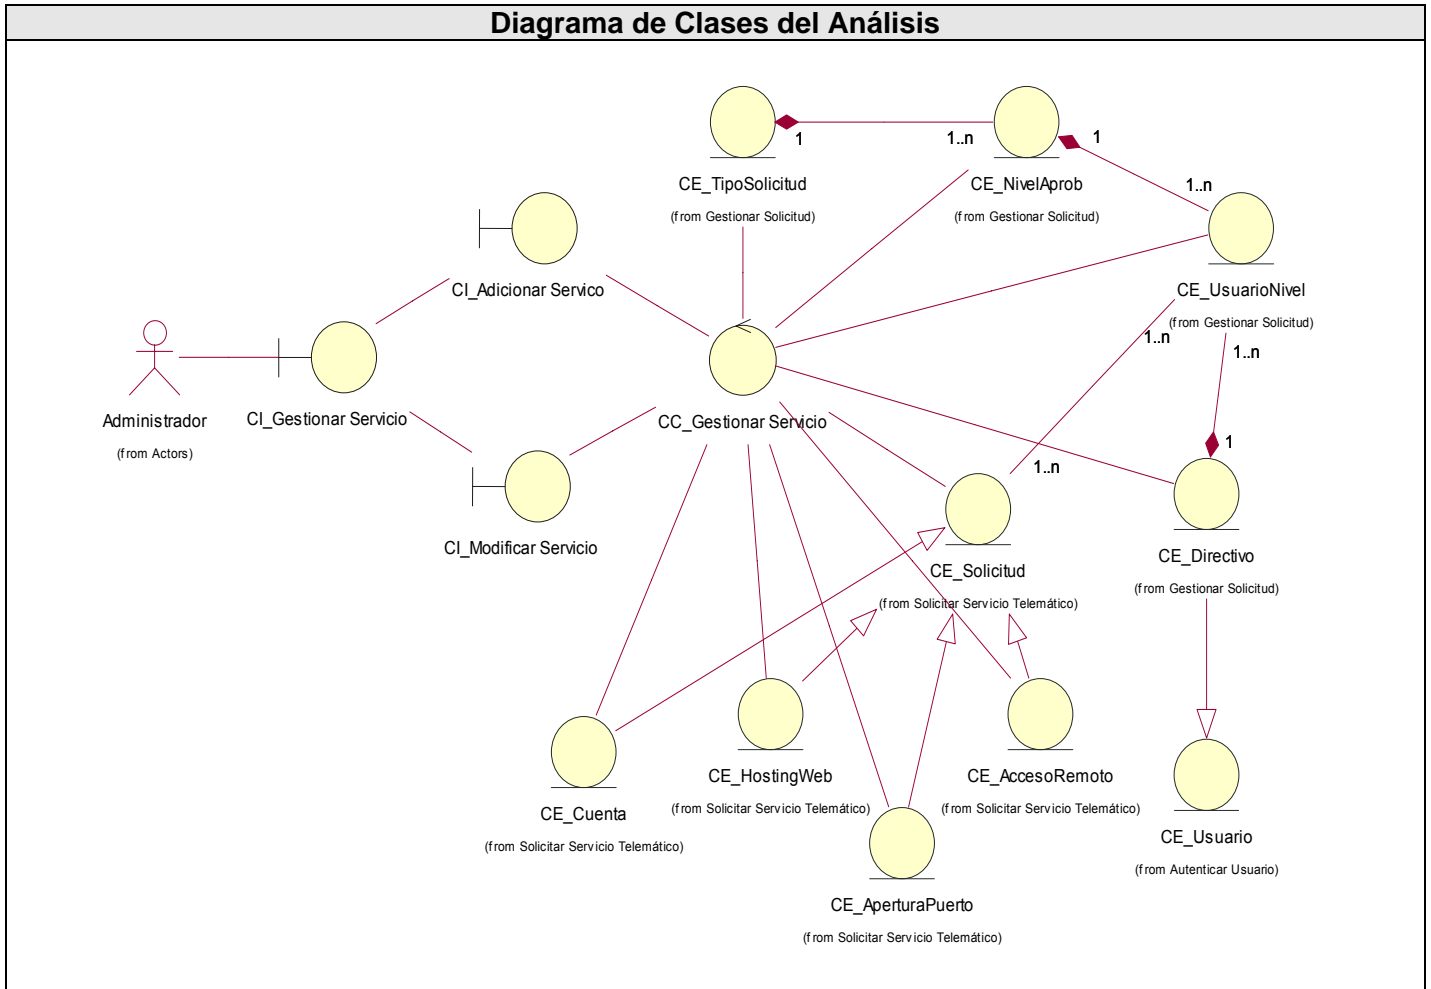 Diagrama de Clases del Análisis
1
1..n
1
CE_TipoSolicitud
CE_NivelAprob
1..n
(from Gestionar Solicitud)
(from Gestionar Solicitud)
CI_Adicionar Servico
CE_UsuarioNivel
(from Gestionar Solicitud)
1..n
1..n
Administrador
CI_Gestionar Servicio
CC_Gestionar Servicio
(from Actors)
1
1..n
CI_Modificar Servicio
CE_Directivo
CE_Solicitud
(from Gestionar Solicitud)
(from Solicitar Servicio Telemático)
CE_HostingWeb
CE_AccesoRemoto
(from Solicitar Servicio Telemático)
(from Solicitar Servicio Telemático)
CE_Cuenta
CE_Usuario
(from Solicitar Servicio Telemático)
(from Autenticar Usuario)
CE_AperturaPuerto
(from Solicitar Servicio Telemático)